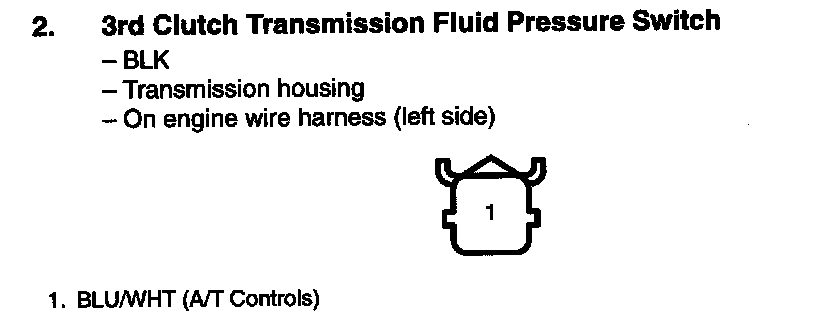 2. 3rd Clutch Transmission Fluid Pressure Switch
– BLK
– Transmission housing
– On engine wire harness (left side)
1
1. BLU/WHT (A/T Controls)